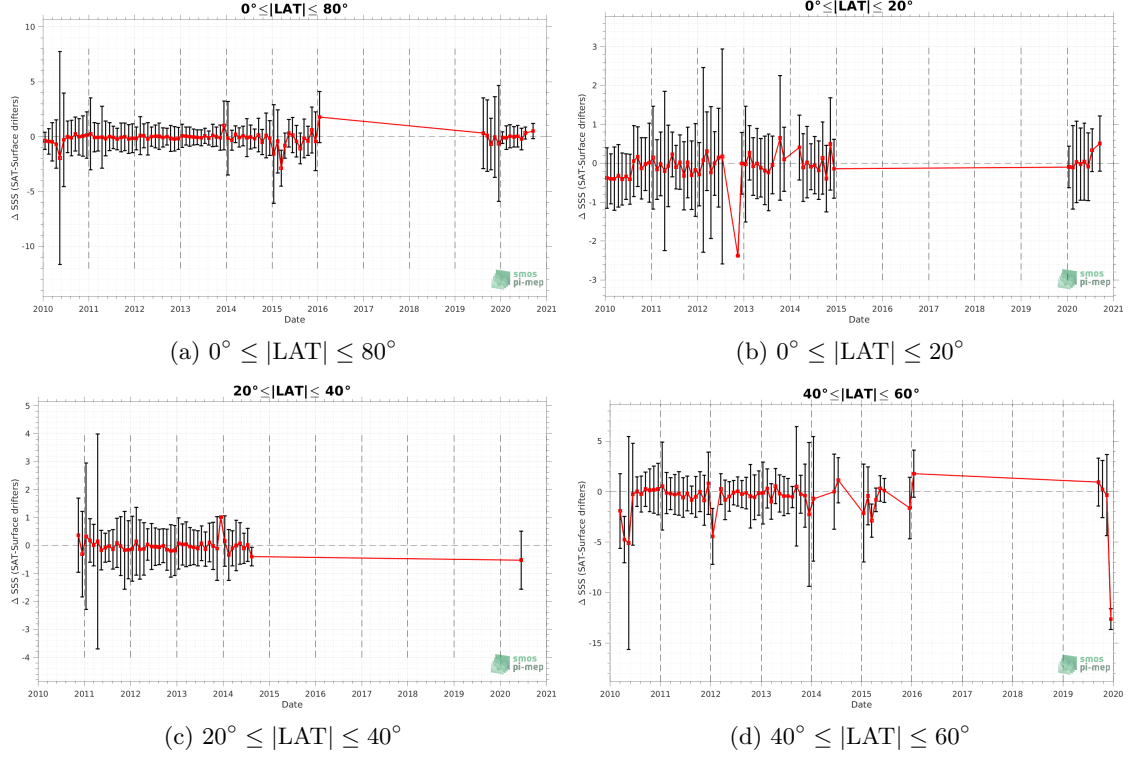 0°≤|LAT|≤ 80°
10
5
0
-5
-10
Δ SSS (SAT-Surface drifters)
2010 2011 2012 2013 2014 2015 2016 2017 2018 2019 2020 2021
Date
smos
pi-mep
(a) 0° ≤ |LAT| ≤ 80°
0°≤|LAT|≤ 20°
3
2
1
0
-1
-2
-3
Δ SSS (SAT-Surface drifters)
2010 2011 2012 2013 2014 2015 2016 2017 2018 2019 2020 2021
Date
smos
pi-mep
(b) 0° ≤ |LAT| ≤ 20°
20°≤|LAT|≤ 40°
5
4
3
2
1
0
-1
-2
-3
-4
Δ SSS (SAT-Surface drifters)
2010 2011 2012 2013 2014 2015 2016 2017 2018 2019 2020 2021
Date
smos
pi-mep
(c) 20° ≤ |LAT| ≤ 40°
40°≤|LAT|≤ 60°
5
0
-5
-10
-15
Δ SSS (SAT-Surface drifters)
2010 2011 2012 2013 2014 2015 2016 2017 2018 2019 2020
Date
smos
pi-mep
(d) 40° ≤ |LAT| ≤ 60°